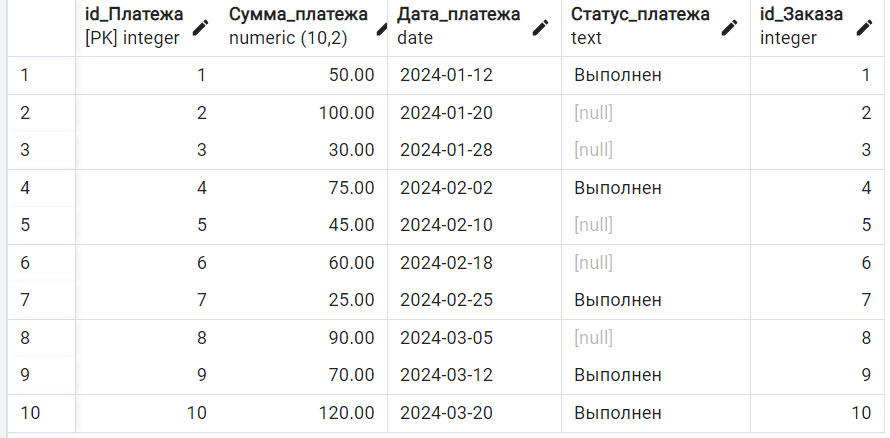 id_Платежа Сумма_платежа Дата_платежа Статус_платежа id_Заказа
[PK] integer numeric (10,2) date text integer
1 1 50.00 2024-01-12 Выполнен 1
2 2 100.00 2024-01-20 [null] 2
3 3 30.00 2024-01-28 [null] 3
4 4 75.00 2024-02-02 Выполнен 4
5 5 45.00 2024-02-10 [null] 5
6 6 60.00 2024-02-18 [null] 6
7 7 25.00 2024-02-25 Выполнен 7
8 8 90.00 2024-03-05 [null] 8
9 9 70.00 2024-03-12 Выполнен 9
10 10 120.00 2024-03-20 Выполнен 10